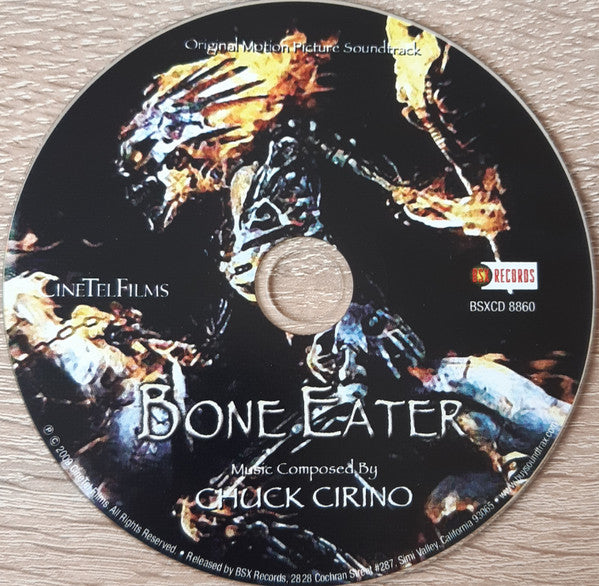 Original Motion Picture Soundtrack
BSX RECORDS
BSXCD 8860
CINETELFILMS
BONE EATER
Music Composed By
CHUCK CIRINO
All Rights Reserved. • Released by BSX Records, 2828 Cochran Street #287, Simi Valley, California 93065 •